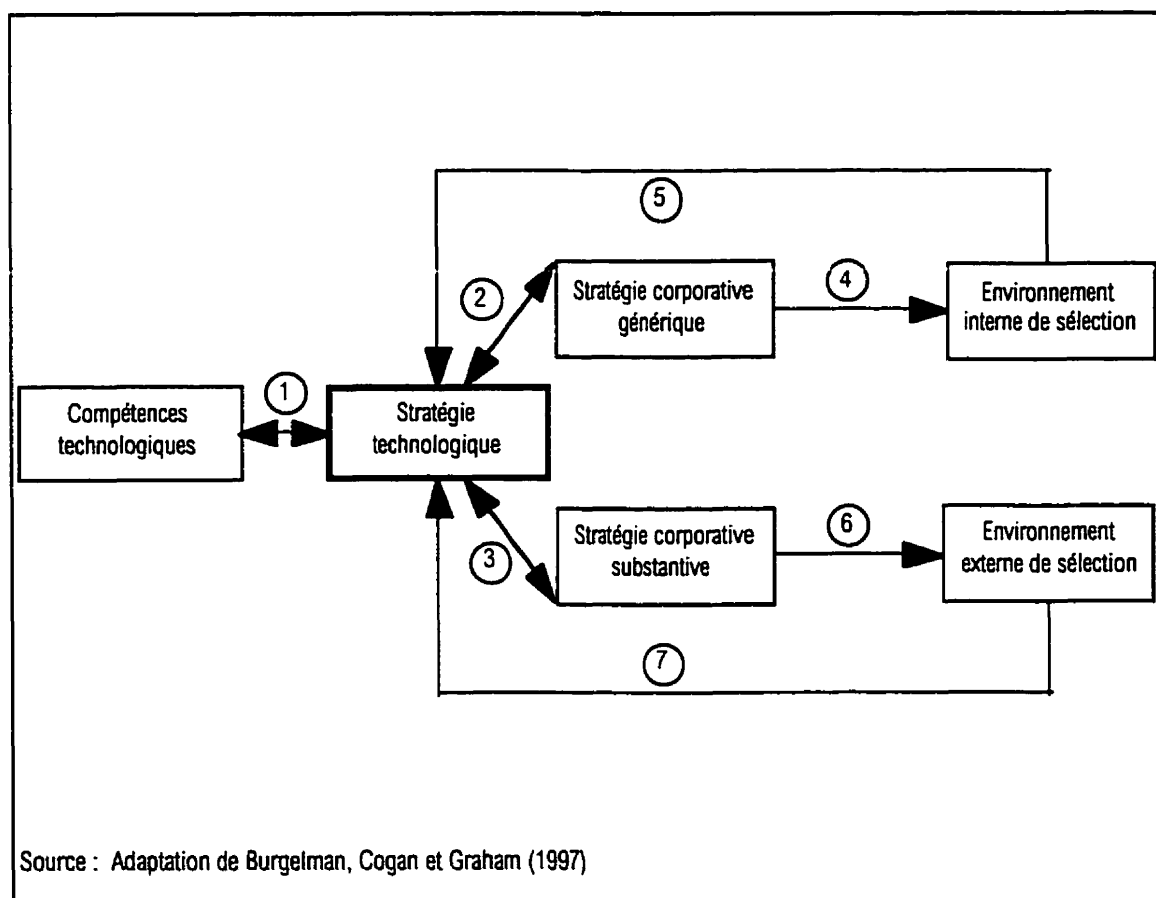 5
2
Stratégie corporative
générique
4
Environnement
interne de sélection
1
Compétences
technologiques
Stratégie
technologique
3
Stratégie corporative
substantive
6
Environnement
externe de sélection
7
Source : Adaptation de Burgelman, Cogan et Graham (1997)